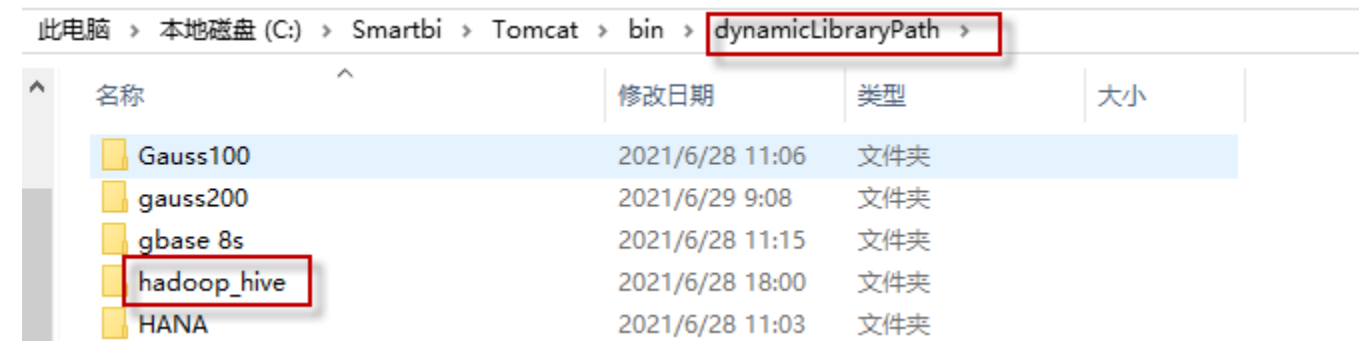 此电脑 > 本地磁盘 (C:) > Smartbi > Tomcat > bin > dynamicLibraryPath >
名称 修改日期 类型 大小
Gauss100 2021/6/28 11:06 文件夹
gauss200 2021/6/29 9:08 文件夹
gbase 8s 2021/6/28 11:15 文件夹
hadoop_hive 2021/6/28 18:00 文件夹
HANA 2021/6/28 11:03 文件夹